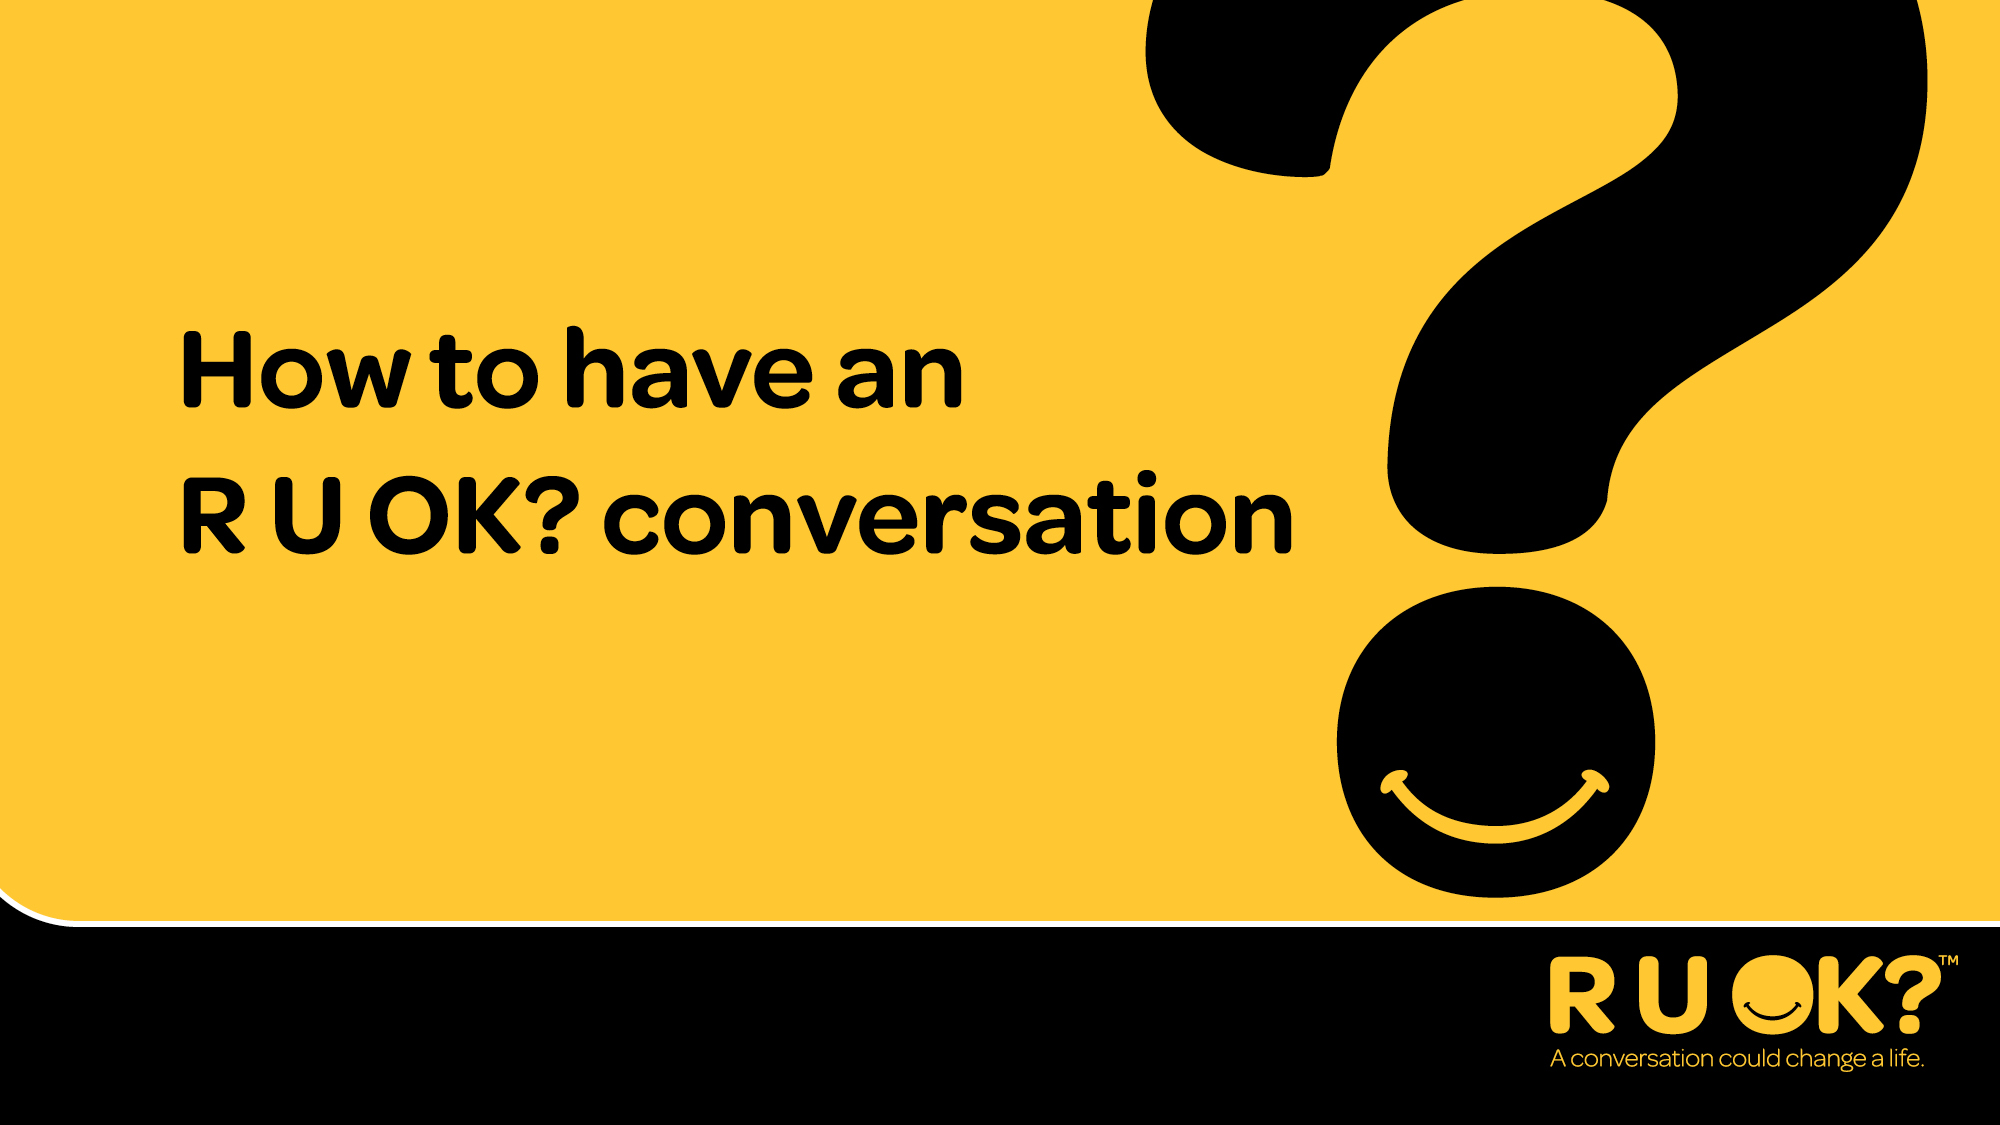 How to have an
R U OK? conversation
R U OK?™
A conversation could change a life.